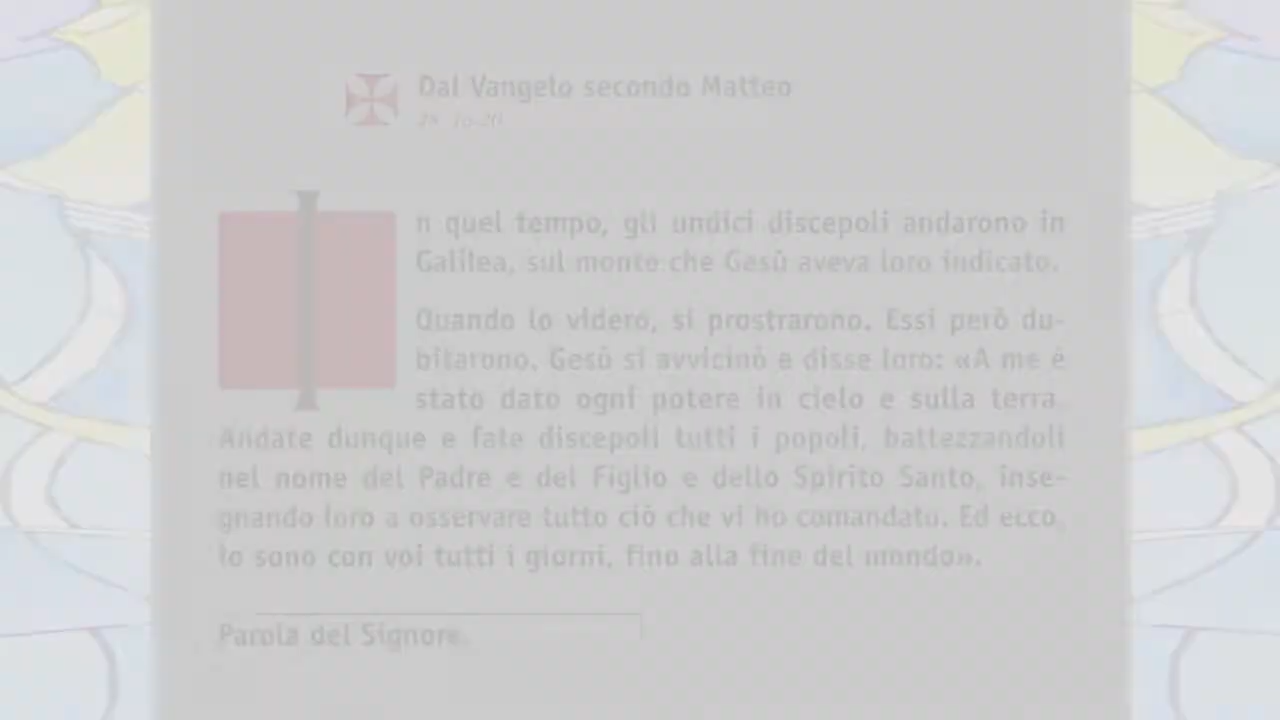 Dal Vangelo secondo Matteo
28, 16-20
In quel tempo, gli undici discepoli andarono in
Galilea, sul monte che Gesù aveva loro indicato.
Quando lo videro, si prostrarono. Essi però du-
bitarono. Gesù si avvicinò e disse loro: «A me è
stato dato ogni potere in cielo e sulla terra.
Andate dunque e fate discepoli tutti i popoli, battezzandoli
nel nome del Padre e del Figlio e dello Spirito Santo, inse-
gnando loro a osservare tutto ciò che vi ho comandato. Ed ecco,
io sono con voi tutti i giorni, fino alla fine del mondo».
Parola del Signore.